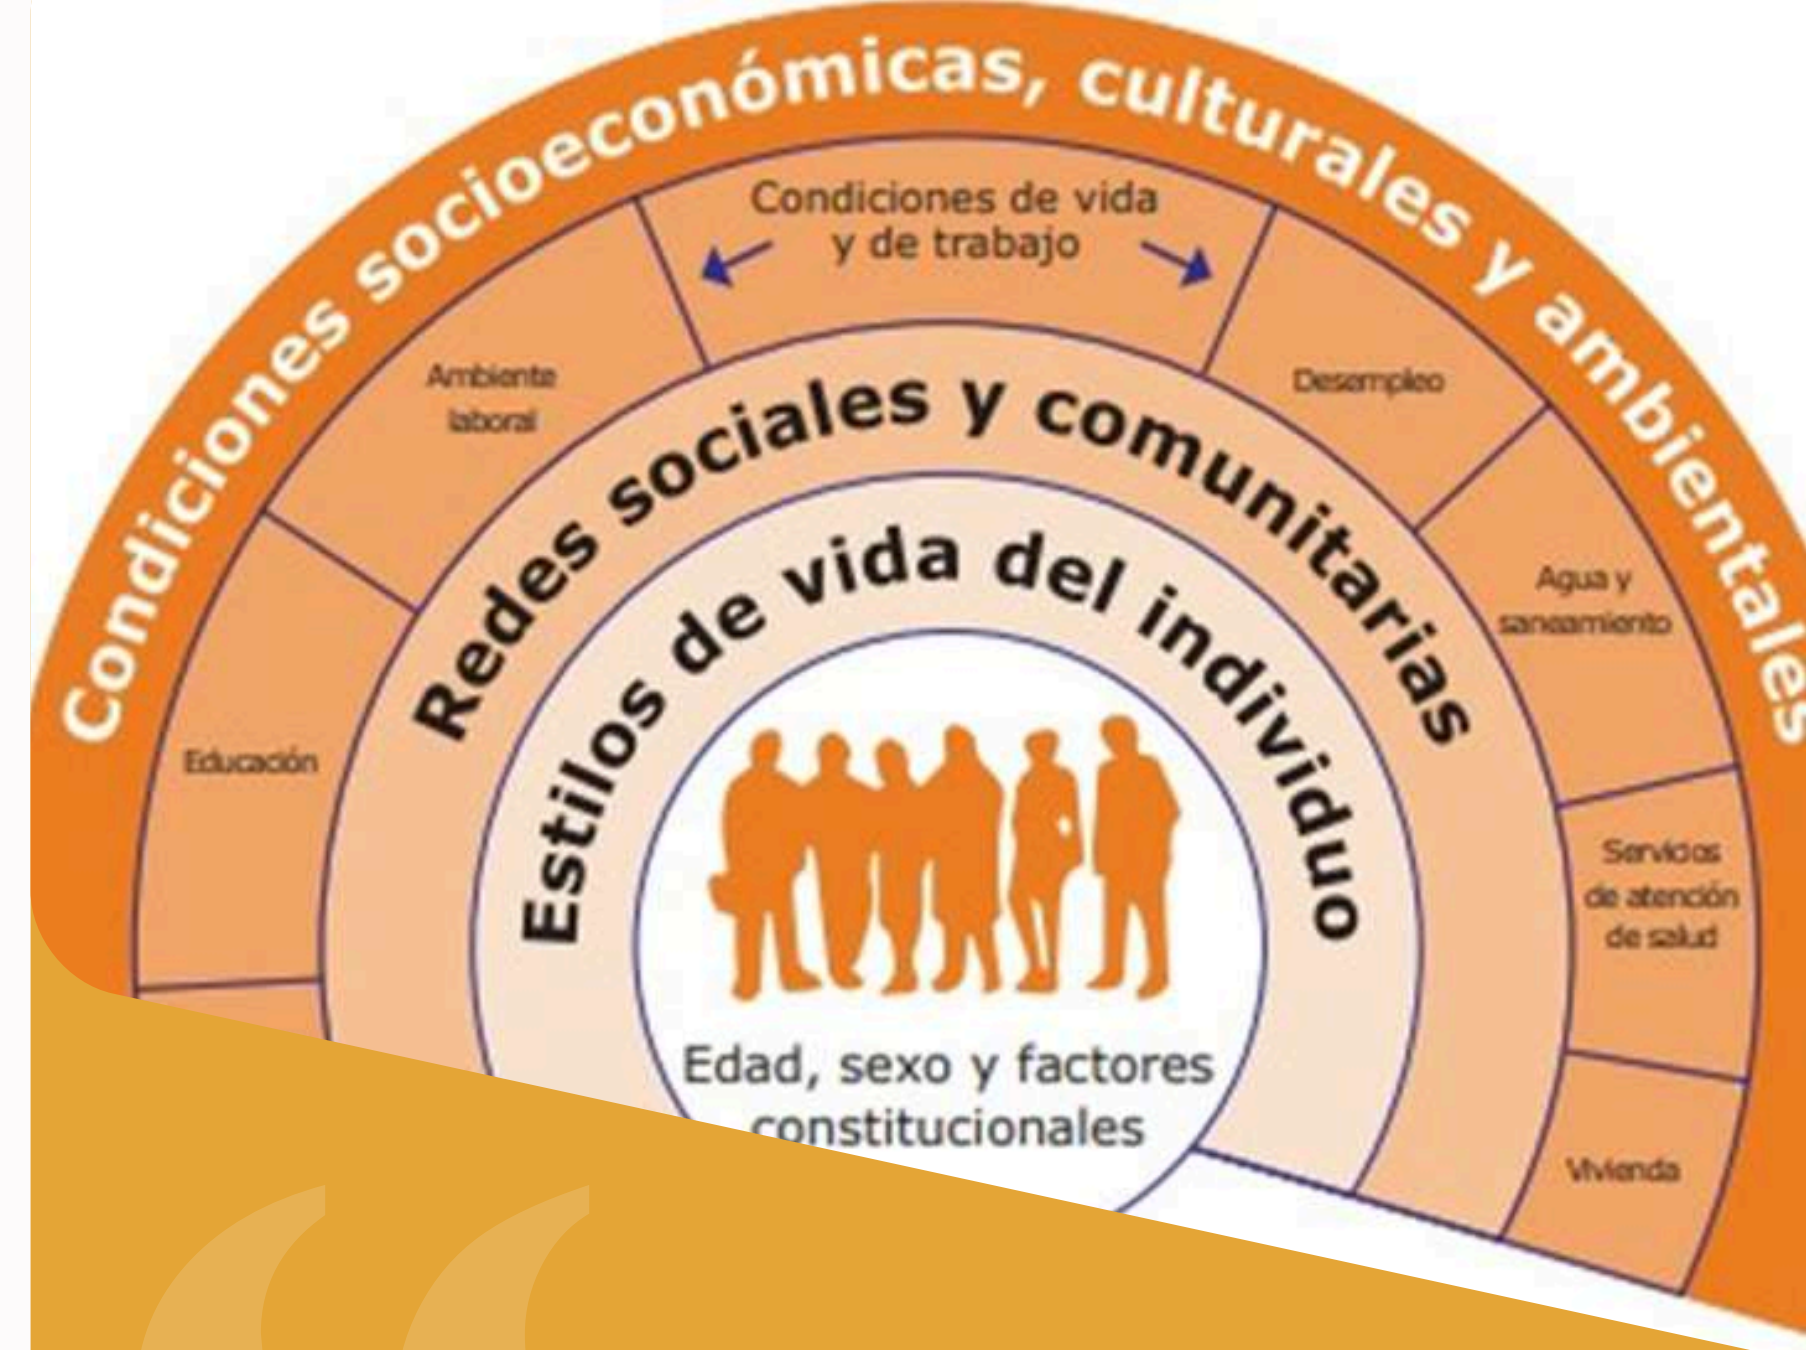 Condiciones socioeconómicas, culturales y ambientales
Condiciones de vida
y de trabajo
Ambiente
laboral
Desempleo
Redes sociales y comunitarias
Estilos de vida del individuo
Agua y
saneamiento
Educación
Servicios
de atención
de salud
Edad, sexo y factores
constitucionales
Vivienda